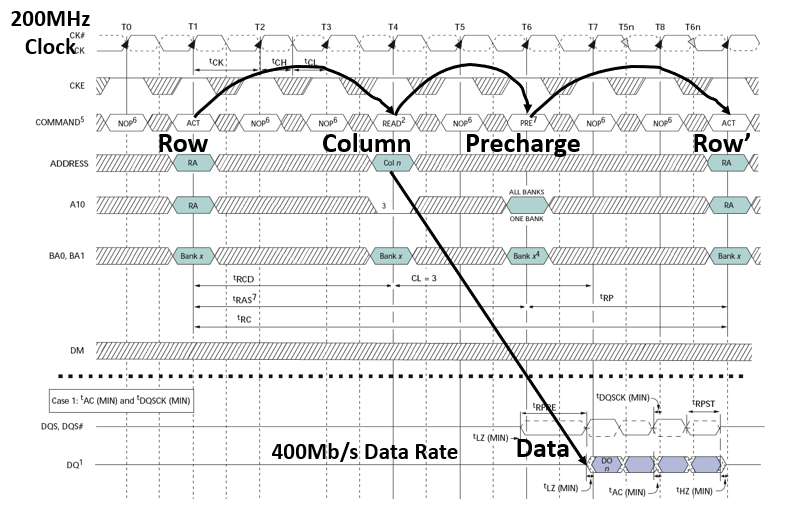 200MHz
Clock
T0 T1 T2 T3 T4 T5 T6 T7 T5n T8 T6n
CK#
CK
tCK tCH tCL
CKE
COMMAND5 NOP6 ACT NOP6 NOP6 READ2 NOP6 PRE7 NOP6 NOP6 ACT
Row Column Precharge Row’
ADDRESS RA Col n RA
ALL BANKS
A10 RA 3 RA
ONE BANK
BA0, BA1 Bank x Bank x Bank x4 Bank x
tRCD CL = 3
tRAS7 tRP
tRC
DM
Case 1: tAC (MIN) and tDQSCK (MIN)
tDQSCK (MIN)
tRPRE tRPST
DQS, DQS#
tLZ (MIN)
400Mb/s Data Rate Data
DQ1 DO
n
tLZ (MIN) tAC (MIN) tHZ (MIN)